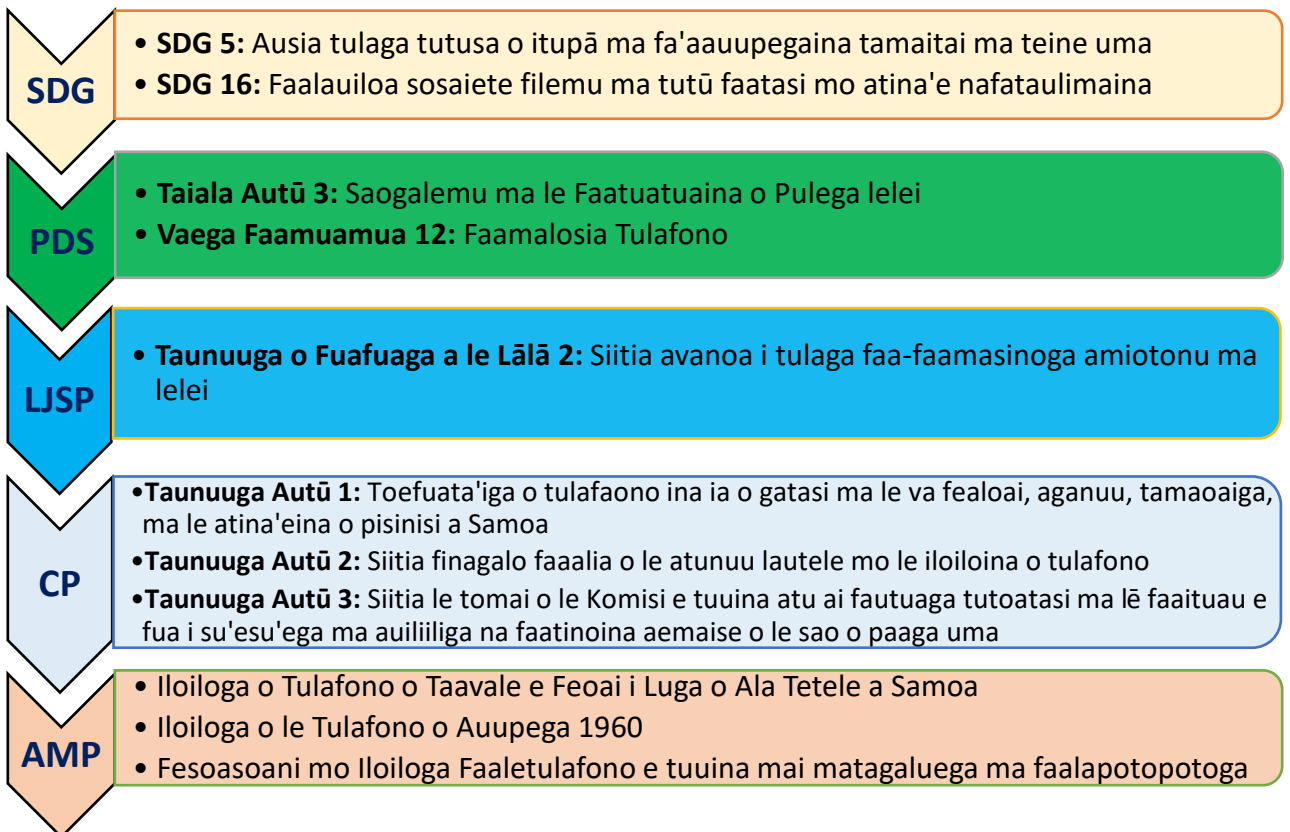 SDG
• SDG 5: Ausia tulaga tutusa o itupā ma fa'aauupegaina tamaitai ma teine uma
• SDG 16: Faalauiloa sosaiete filemu ma tutū faatasi mo atina'e nafataulimaina
PDS
• Taiala Autū 3: Saogalemu ma le Faatuatuaina o Pulega lelei
• Vaega Faamuamua 12: Faamalosia Tulafono
LJSP
• Taunuuga o Fuafuaga a le Lālā 2: Siitia avanoa i tulaga faa-faamasinoga amiotonu ma
lelei
CP
•Taunuuga Autū 1: Toefuata'iga o tulafaono ina ia o gatasi ma le va fealoai, aganuu, tamaoaiga,
ma le atina'eina o pisinisi a Samoa
•Taunuuga Autū 2: Siitia finagalo faaalia o le atunuu lautele mo le iloiloina o tulafono
•Taunuuga Autū 3: Siitia le tomai o le Komisi e tuuina atu ai fautuaga tutoatasi ma lē faaituau e
fua i su'esu'ega ma auiliiliga na faatinoina aemaise o le sao o paaga uma
AMP
• Iloiloga o Tulafono o Taavale e Feoai i Luga o Ala Tetele a Samoa
• Iloiloga o le Tulafono o Auupega 1960
• Fesoasoani mo Iloiloga Faaletulafono e tuuina mai matagaluega ma faalapotopotoga